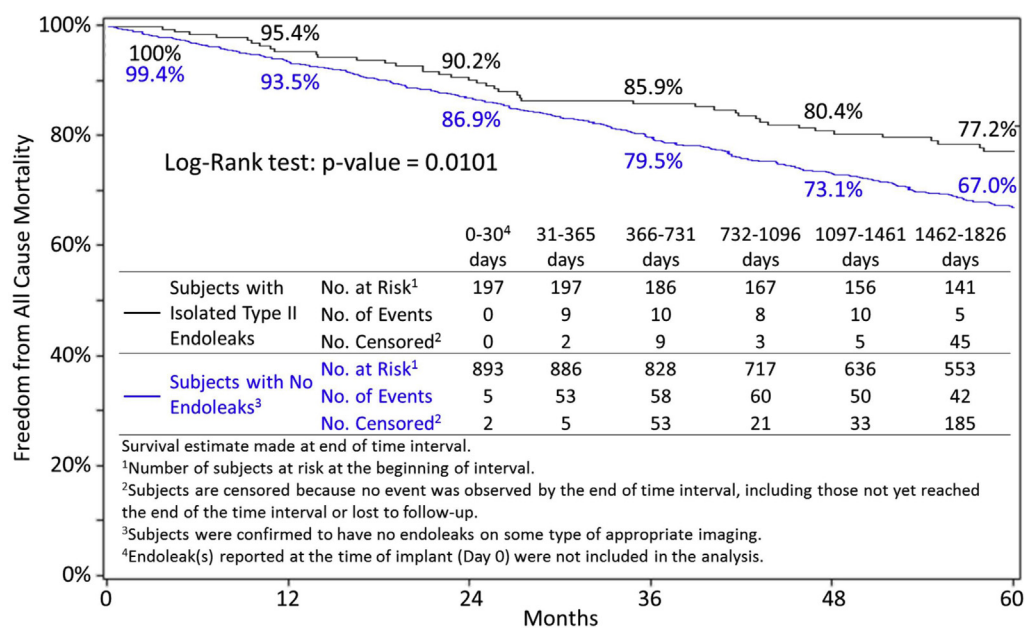 100%
80%
60%
40%
20%
0%
Freedom from All Cause Mortality
95.4%
90.2%
85.9%
80.4%
77.2%
100%
99.4%
93.5%
86.9%
79.5%
73.1%
67.0%
Log-Rank test: p-value = 0.0101
0-30⁴ 31-365 366-731 732-1096 1097-1461 1462-1826
days days days days days days
Subjects with No. at Risk¹ 197 197 186 167 156 141
Isolated Type II No. of Events 0 9 10 8 10 5
Endoleaks No. Censored² 0 2 9 3 5 45
No. at Risk¹ 893 886 828 717 636 553
Subjects with No No. of Events 5 53 58 60 50 42
Endoleaks³ No. Censored² 2 5 53 21 33 185
Survival estimate made at end of time interval.
¹Number of subjects at risk at the beginning of interval.
²Subjects are censored because no event was observed by the end of time interval, including those not yet reached
the end of the time interval or lost to follow-up.
³Subjects were confirmed to have no endoleaks on some type of appropriate imaging.
⁴Endoleak(s) reported at the time of implant (Day 0) were not included in the analysis.
0 12 24 36 48 60
Months